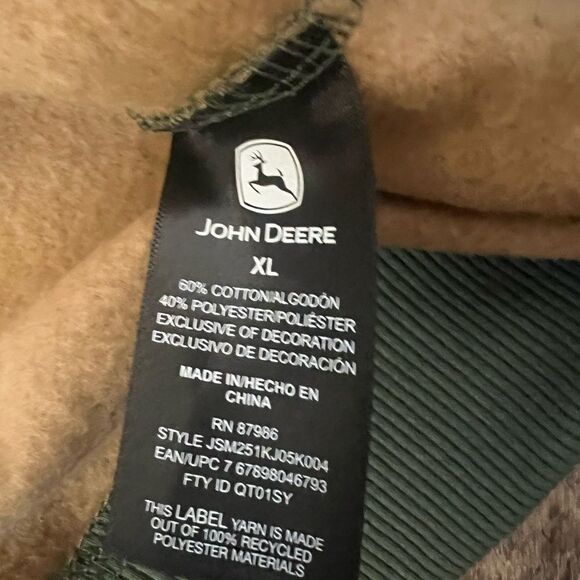 JOHN DEERE
XL
60% COTTON/ALGODÓN
40% POLYESTER/POLIÉSTER
EXCLUSIVE OF DECORATION
EXCLUSIVO DE DECORACIÓN
MADE IN/HECHO EN
CHINA
RN 87966
STYLE JSM251KJ05K004
EAN/UPC 7 67898046793
FTY ID QT01SY
THIS LABEL YARN IS MADE
OUT OF 100% RECYCLED
POLYESTER MATERIALS